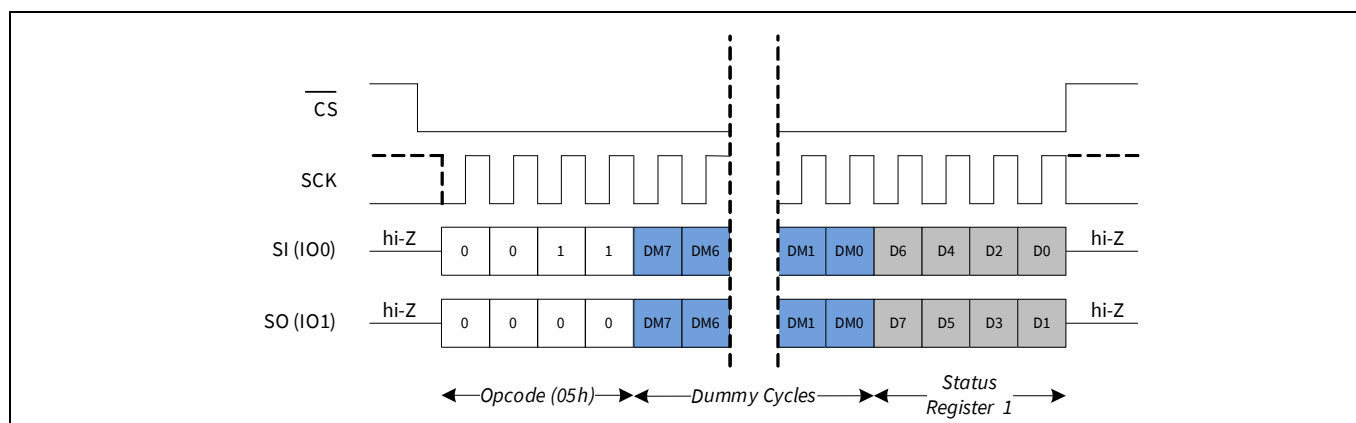 CS
SCK
SI (IO0) hi-Z 0 0 1 1 DM7 DM6 DM1 DM0 D6 D4 D2 D0 hi-Z
SO (IO1) hi-Z 0 0 0 0 DM7 DM6 DM1 DM0 D7 D5 D3 D1 hi-Z
Opcode (05h) Dummy Cycles Status
Register 1